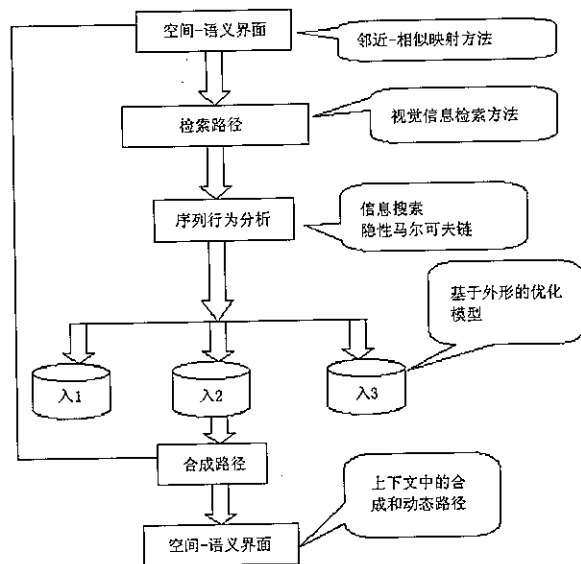 空间-语义界面
邻近-相似映射方法
检索路径
视觉信息检索方法
序列行为分析
信息搜索
隐性马尔可夫链
基于外形的优化
模型
入1
入2
入3
合成路径
上下文中的合
成和动态路径
空间-语义界面